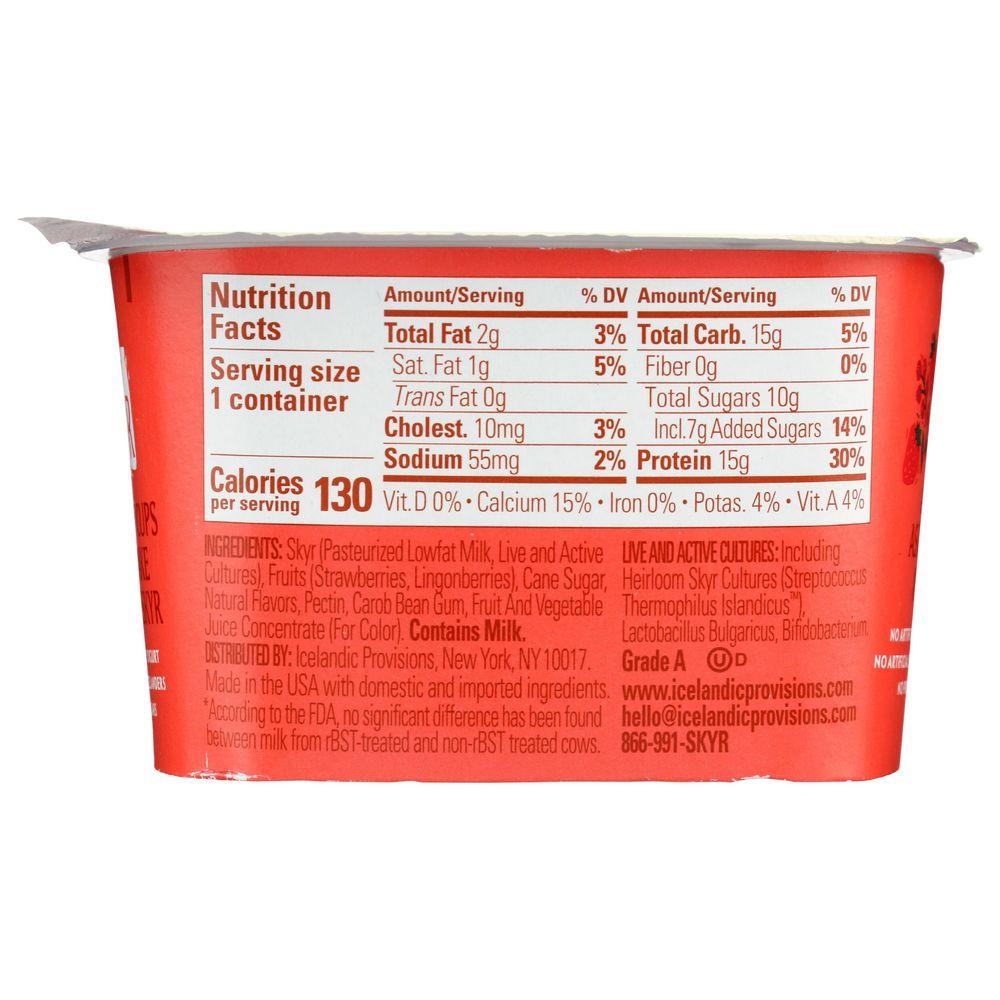 Nutrition
Facts
Serving size
1 container
Calories
per serving 130
Amount/Serving % DV
Total Fat 2g 3%
Sat. Fat 1g 5%
Trans Fat 0g
Cholest. 10mg 3%
Sodium 55mg 2%
Amount/Serving % DV
Total Carb. 15g 5%
Fiber 0g 0%
Total Sugars 10g
Incl.7g Added Sugars 14%
Protein 15g 30%
Vit.D 0% • Calcium 15% • Iron 0% • Potas. 4% • Vit.A 4%
INGREDIENTS: Skyr (Pasteurized Lowfat Milk, Live and Active
Cultures), Fruits (Strawberries, Lingonberries), Cane Sugar,
Natural Flavors, Pectin, Carob Bean Gum, Fruit And Vegetable
Juice Concentrate (For Color). Contains Milk.
DISTRIBUTED BY: Icelandic Provisions, New York, NY 10017.
Made in the USA with domestic and imported ingredients.
*According to the FDA, no significant difference has been found
between milk from rBST-treated and non-rBST treated cows.
LIVE AND ACTIVE CULTURES: Including
Heirloom Skyr Cultures (Streptococcus
Thermophilus Islandicus™),
Lactobacillus Bulgaricus, Bifidobacterium.
Grade A U D
www.icelandicprovisions.com
hello@icelandicprovisions.com
866-991-SKYR
NO
NO